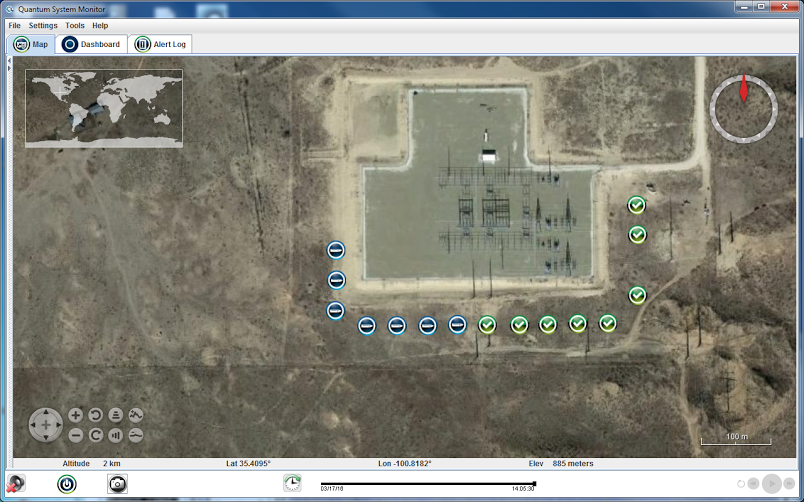 Quantum System Monitor
File Settings Tools Help
Map Dashboard Alert Log
100 m
Altitude 2 km Lat 35.4095° Lon -100.8182° Elev 885 meters
03/17/16 14:05:30